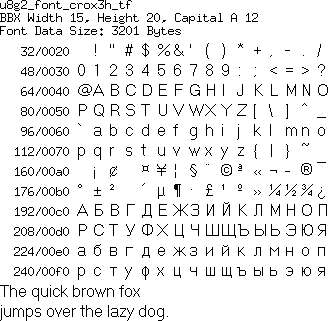 u8g2_font_crox3h_tf
BBX Width 15, Height 20, Capital A 12
Font Data Size: 3201 Bytes
32/0020 ! " # $ % & ' ( ) * + , - . /
48/0030 0 1 2 3 4 5 6 7 8 9 : ; < = > ?
64/0040 @ A B C D E F G H I J K L M N O
80/0050 P Q R S T U V W X Y Z [ \ ] ^ _
96/0060 ` a b c d e f g h i j k l m n o
112/0070 p q r s t u v w x y z { | } ~
160/00a0 ¡ ¢ ¤ ¥ ¦ § ¨ © ª « ¬ - ®
176/00b0 ° ± ² ´ µ ¶ · £ ¹ º » ¼ ½ ¾ ¿
192/00c0 А Б В Г Д Е Ж З И Й К Л М Н О П
208/00d0 Р С Т У Ф Х Ц Ч Ш Щ Ъ Ы Ь Э Ю Я
224/00e0 а б в г д е ж з и й к л м н о п
240/00f0 р с т у ф х ц ч ш щ ъ ы ь э ю я
The quick brown fox
jumps over the lazy dog.